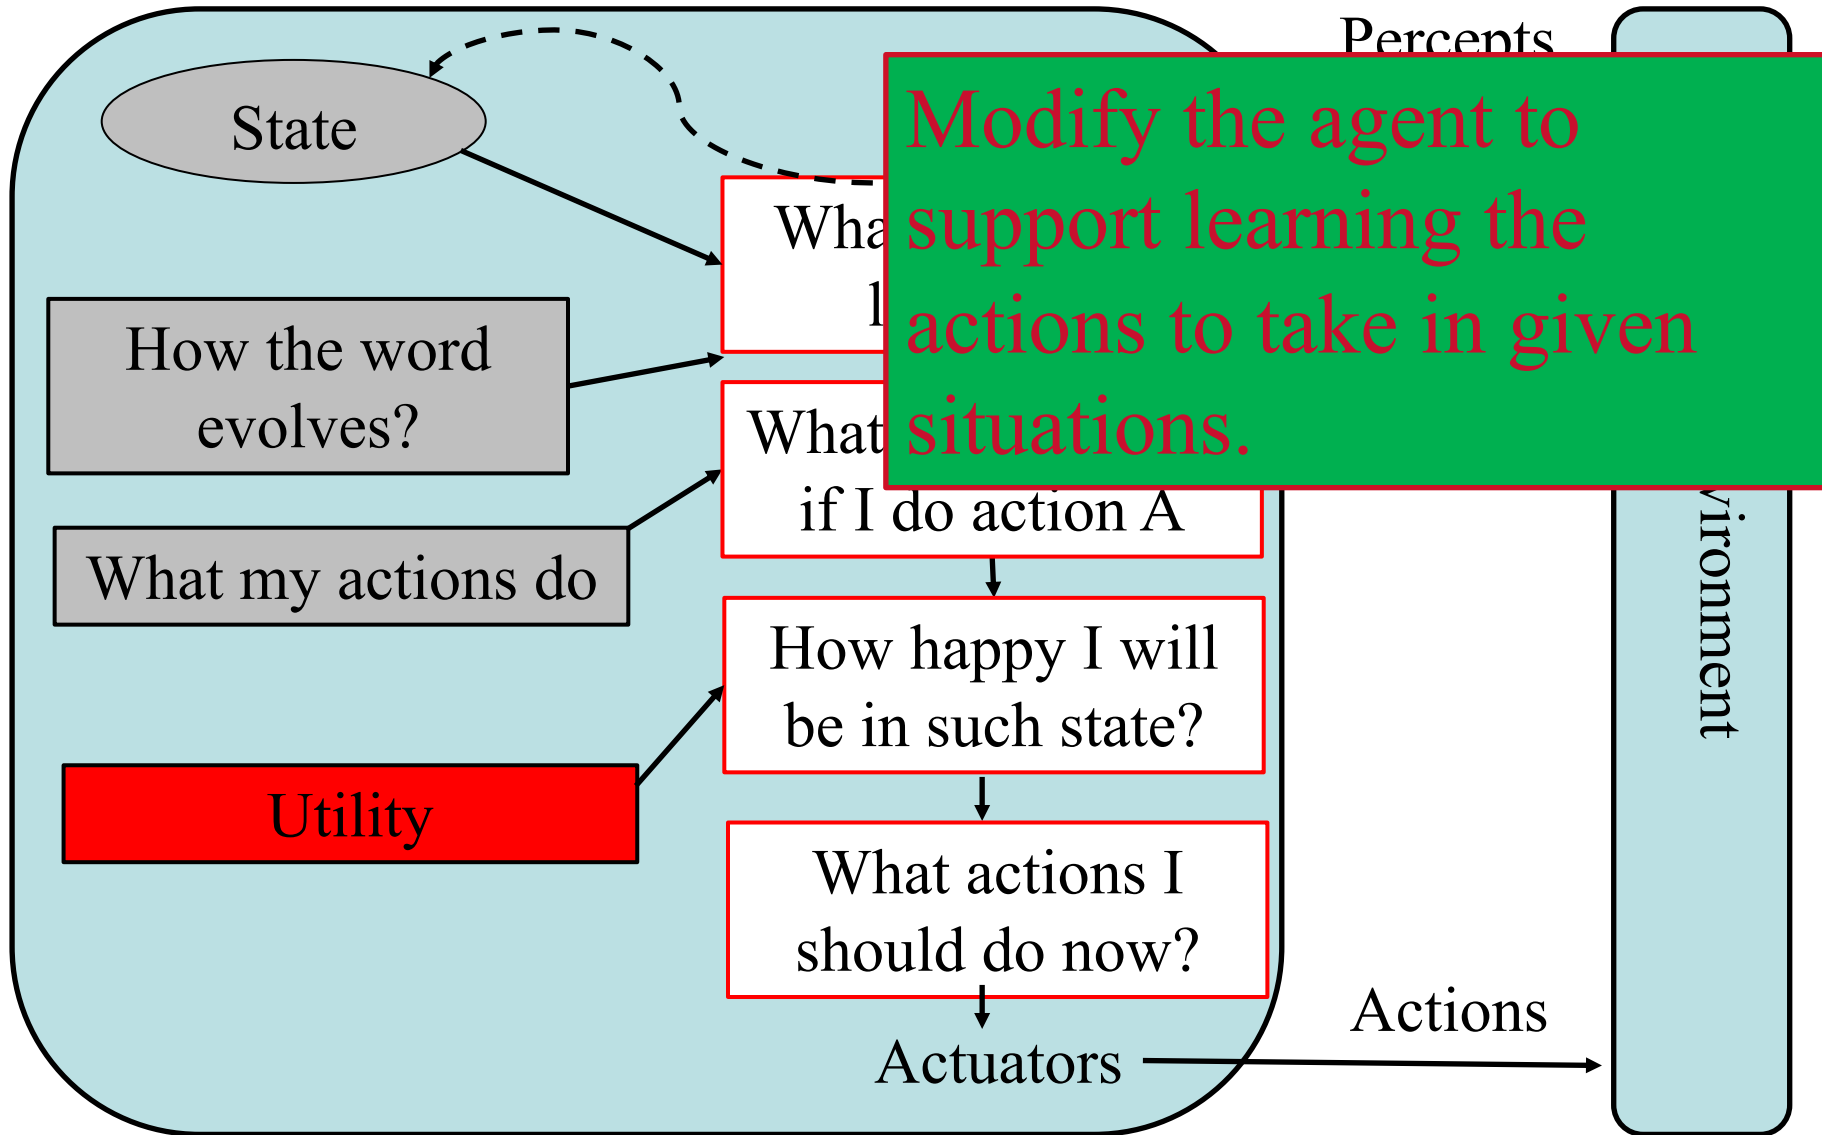 Percepts
State
Modify the agent to
support learning the
actions to take in given
situations.
How the word
evolves?
What
if I do action A
What my actions do
How happy I will
be in such state?
Utility
What actions I
should do now?
Actions
Actuators